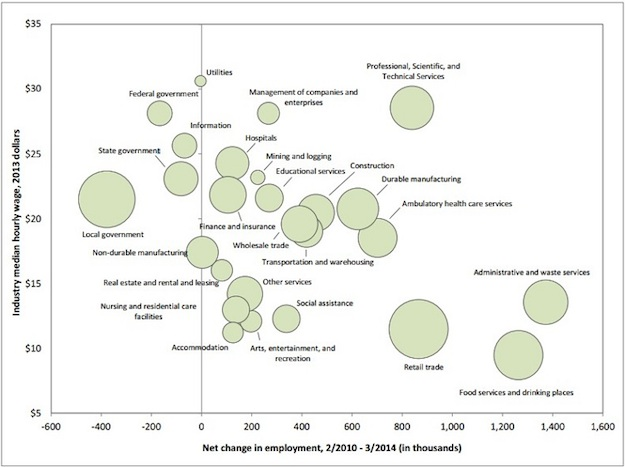 $35
$30
$25
$20
$15
$10
$5
Industry median hourly wage, 2013 dollars
Utilities
Professional, Scientific, and
Technical Services
Federal government
Management of companies and
enterprises
Information
Hospitals
State government
Mining and logging
Educational services
Construction
Durable manufacturing
Ambulatory health care services
Local government
Finance and insurance
Wholesale trade
Transportation and warehousing
Non-durable manufacturing
Real estate and rental and leasing
Other services
Administrative and waste services
Nursing and residential care
facilities
Social assistance
Accommodation
Arts, entertainment, and
recreation
Retail trade
Food services and drinking places
-600
-400
-200
0
200
400
600
800
1,000
1,200
1,400
1,600
Net change in employment, 2/2010 - 3/2014 (in thousands)